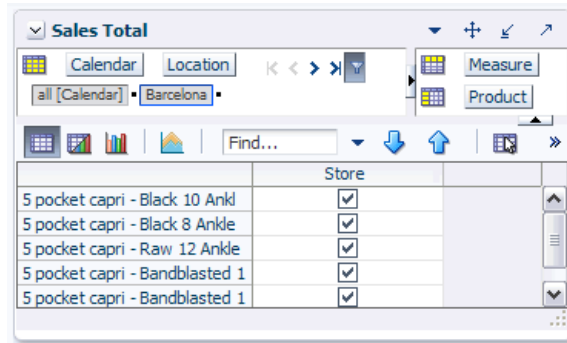 Sales Total
Calendar Location Measure
all [Calendar] Barcelona Product
Find...
Store
5 pocket capri - Black 10 Ankl
5 pocket capri - Black 8 Ankle
5 pocket capri - Raw 12 Ankle
5 pocket capri - Bandblasted 1
5 pocket capri - Bandblasted 1